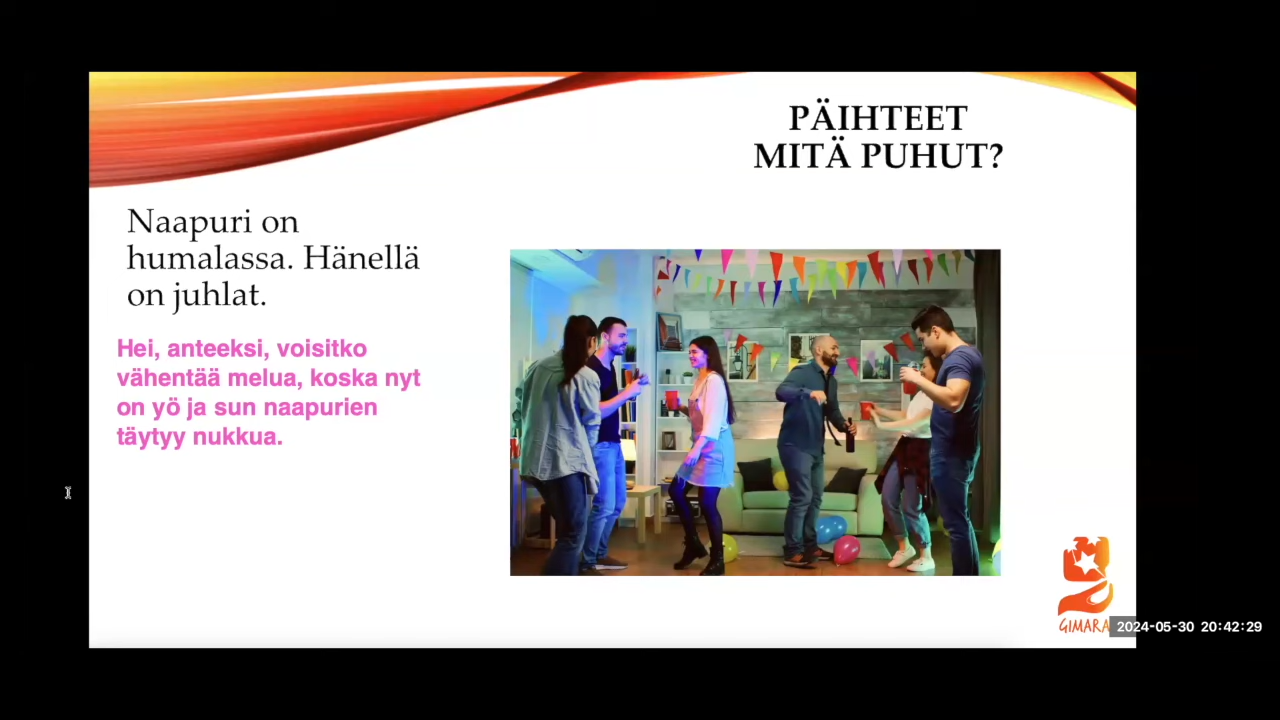 PÄIHTEET
MITÄ PUHUT?
Naapuri on
humalassa. Hänellä
on juhlat.
Hei, anteeksi, voisitko
vähentää melua, koska nyt
on yö ja sun naapurien
täytyy nukkua.
GIMARA
2024-05-30 20:42:29